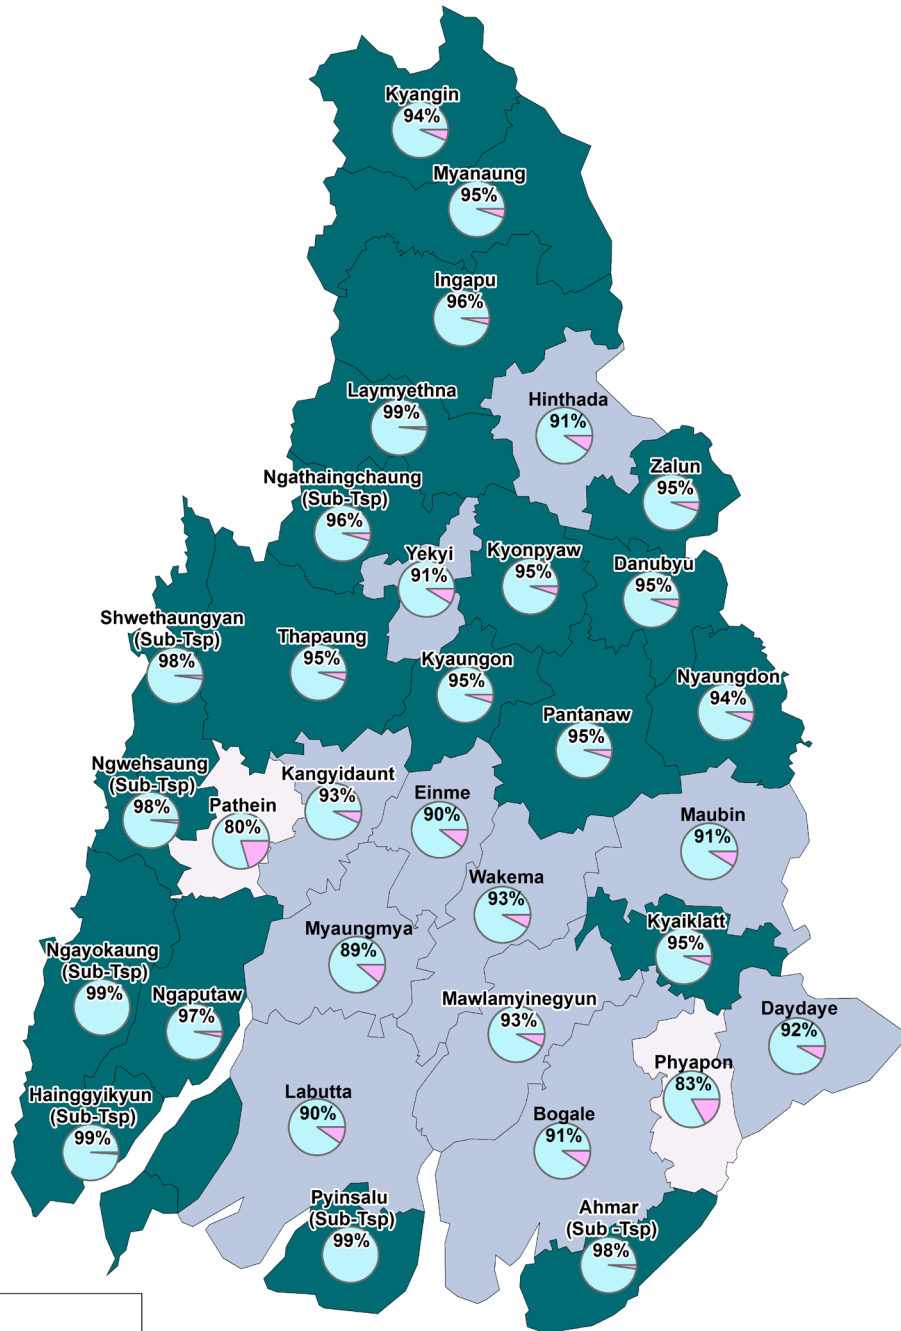 Kyangin
94%
Myanaung
95%
Ingapu
96%
Laymyethna
99%
Hinthada
91%
Zalun
95%
Ngathaingchaung
(Sub-Tsp)
96%
Yekyi
91%
Kyonpyaw
95%
Danubyu
95%
Shwethaungyan
(Sub-Tsp)
98%
Thapaung
95%
Kyaungon
95%
Nyaungdon
94%
Pantanaw
95%
Ngwehsaung
(Sub-Tsp)
98%
Pathein
80%
Kangyidaunt
93%
Einme
90%
Maubin
91%
Wakema
93%
Kyaiklatt
95%
Myaungmya
89%
Ngayokaung
(Sub-Tsp)
99%
Ngaputaw
97%
Mawlamyinegyun
93%
Daydaye
92%
Phyapon
83%
Hainggyikyun
(Sub-Tsp)
99%
Labutta
90%
Bogale
91%
Pyinsalu
(Sub-Tsp)
99%
Ahmar
(Sub -Tsp)
98%